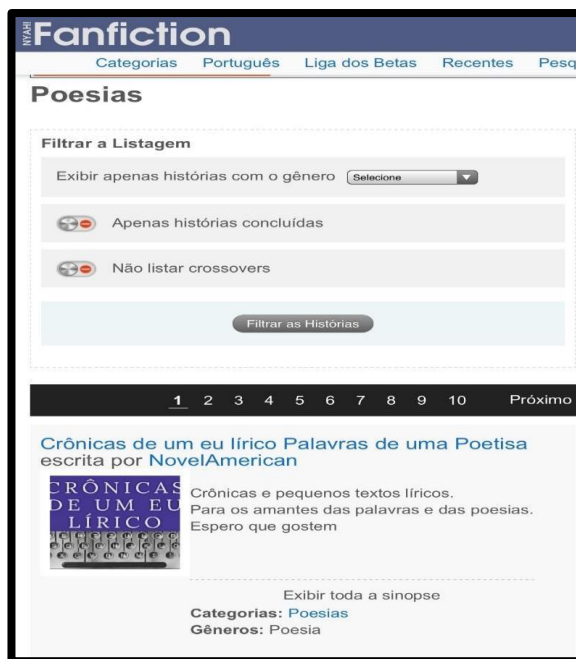 NYAH!
Fanfiction
Categorias Português Liga dos Betas Recentes Pesq
Poesias
Filtrar a Listagem
Exibir apenas histórias com o gênero Selecione
Apenas histórias concluídas
Não listar crossovers
Filtrar as Histórias
1 2 3 4 5 6 7 8 9 10 Próximo
Crônicas de um eu lírico Palavras de uma Poetisa
escrita por NovelAmerican
CRÔNICAS
DE UM EU
LÍRICO
Crônicas e pequenos textos líricos.
Para os amantes das palavras e das poesias.
Espero que gostem
Exibir toda a sinopse
Categorias: Poesias
Gêneros: Poesia